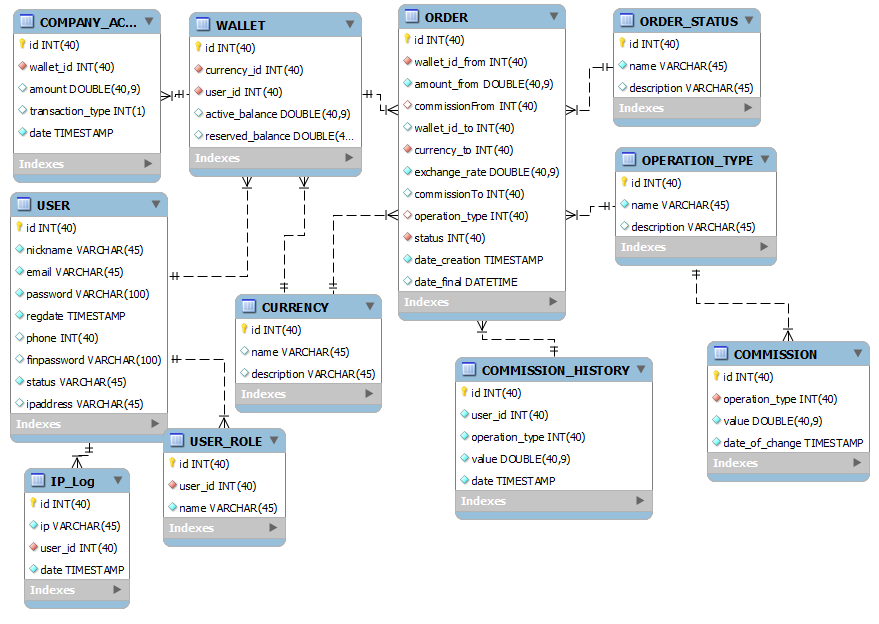 COMPANY_AC...
id INT(40)
wallet_id INT(40)
amount DOUBLE(40,9)
transaction_type INT(1)
date TIMESTAMP
Indexes
WALLET
id INT(40)
currency_id INT(40)
user_id INT(40)
active_balance DOUBLE(40,9)
reserved_balance DOUBLE(4...
Indexes
ORDER
id INT(40)
wallet_id_from INT(40)
amount_from DOUBLE(40,9)
commissionFrom INT(40)
wallet_id_to INT(40)
currency_to INT(40)
exchange_rate DOUBLE(40,9)
commissionTo INT(40)
operation_type INT(40)
status INT(40)
date_creation TIMESTAMP
date_final DATETIME
Indexes
ORDER_STATUS
id INT(40)
name VARCHAR(45)
description VARCHAR(45)
Indexes
OPERATION_TYPE
id INT(40)
name VARCHAR(45)
description VARCHAR(45)
Indexes
USER
id INT(40)
nickname VARCHAR(45)
email VARCHAR(45)
password VARCHAR(100)
regdate TIMESTAMP
phone INT(40)
finpassword VARCHAR(100)
status VARCHAR(45)
ipaddress VARCHAR(45)
Indexes
CURRENCY
id INT(40)
name VARCHAR(45)
description VARCHAR(45)
Indexes
COMMISSION_HISTORY
id INT(40)
user_id INT(40)
operation_type INT(40)
value DOUBLE(40,9)
date TIMESTAMP
Indexes
COMMISSION
id INT(40)
operation_type INT(40)
value DOUBLE(40,9)
date_of_change TIMESTAMP
Indexes
USER_ROLE
id INT(40)
user_id INT(40)
name VARCHAR(45)
Indexes
IP_Log
id INT(40)
ip VARCHAR(45)
user_id INT(40)
date TIMESTAMP
Indexes